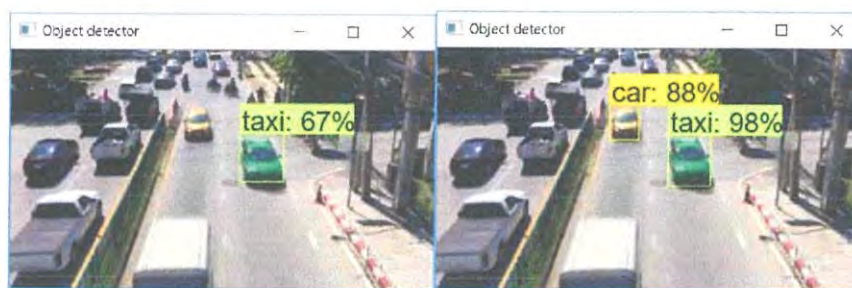 Object detector
taxi: 67%
Object detector
car: 88%
taxi: 98%